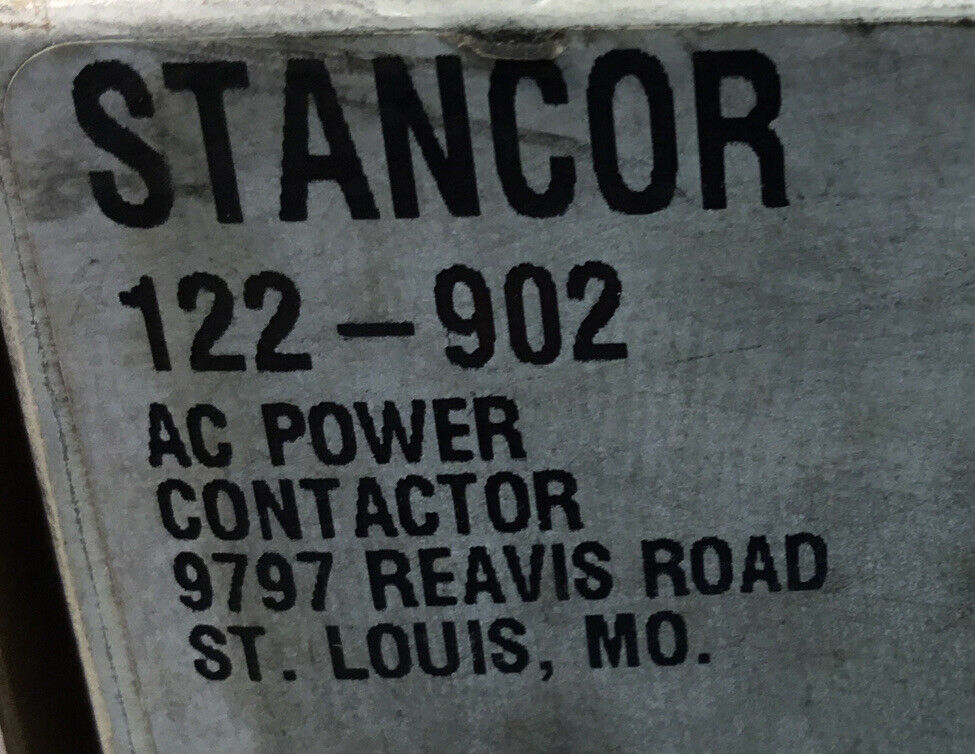 STANCOR
122-902
AC POWER
CONTACTOR
9797 REAVIS ROAD
ST. LOUIS, MO.